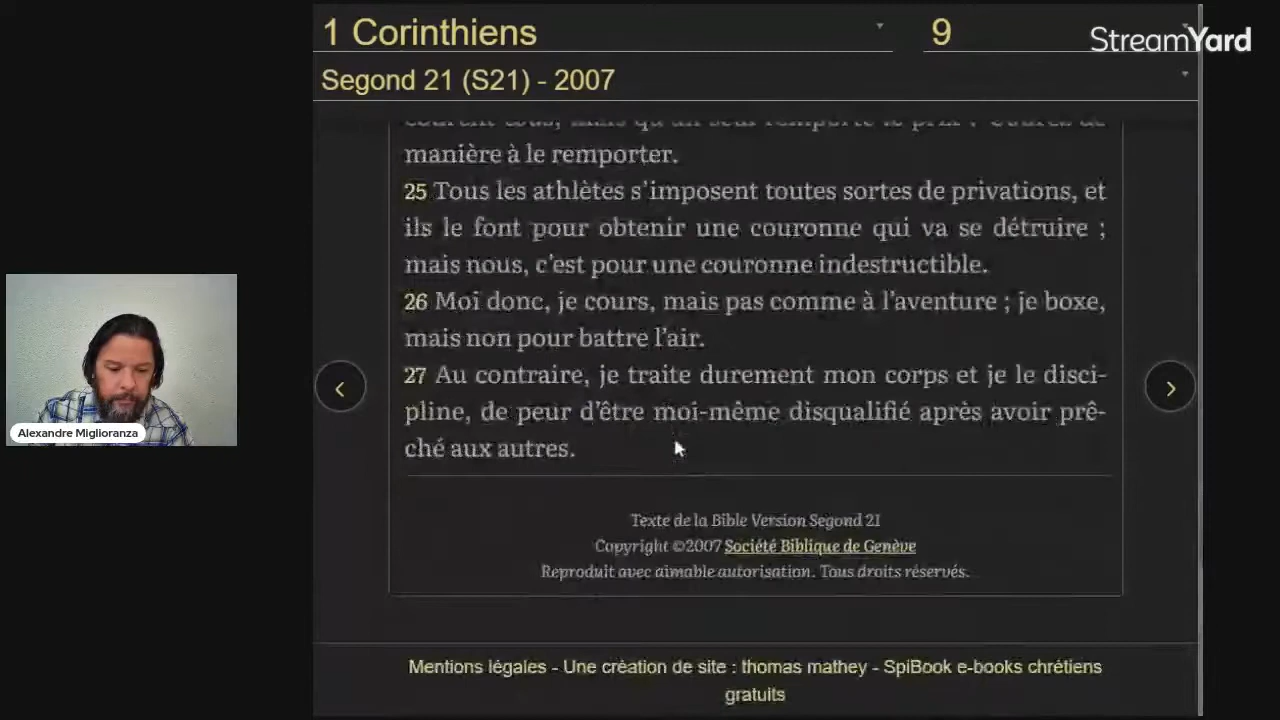 1 Corinthiens
9
StreamYard
Segond 21 (S21) - 2007
manière à le remporter.
25 Tous les athlètes s'imposent toutes sortes de privations, et
ils le font pour obtenir une couronne qui va se détruire ;
mais nous, c'est pour une couronne indestructible.
26 Moi donc, je cours, mais pas comme à l'aventure ; je boxe,
mais non pour battre l'air.
27 Au contraire, je traite durement mon corps et je le disci-
pline, de peur d'être moi-même disqualifié après avoir prê-
ché aux autres.
Texte de la Bible Version Segond 21
Copyright ©2007 Société Biblique de Genève
Reproduit avec aimable autorisation. Tous droits réservés.
Mentions légales - Une création de site : thomas mathey - SpiBook e-books chrétiens
gratuits
Alexandre Miglioranza